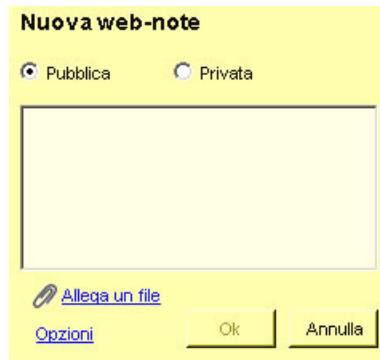 Nuova web-note
Pubblica Privata
Allega un file
Opzioni Ok Annulla